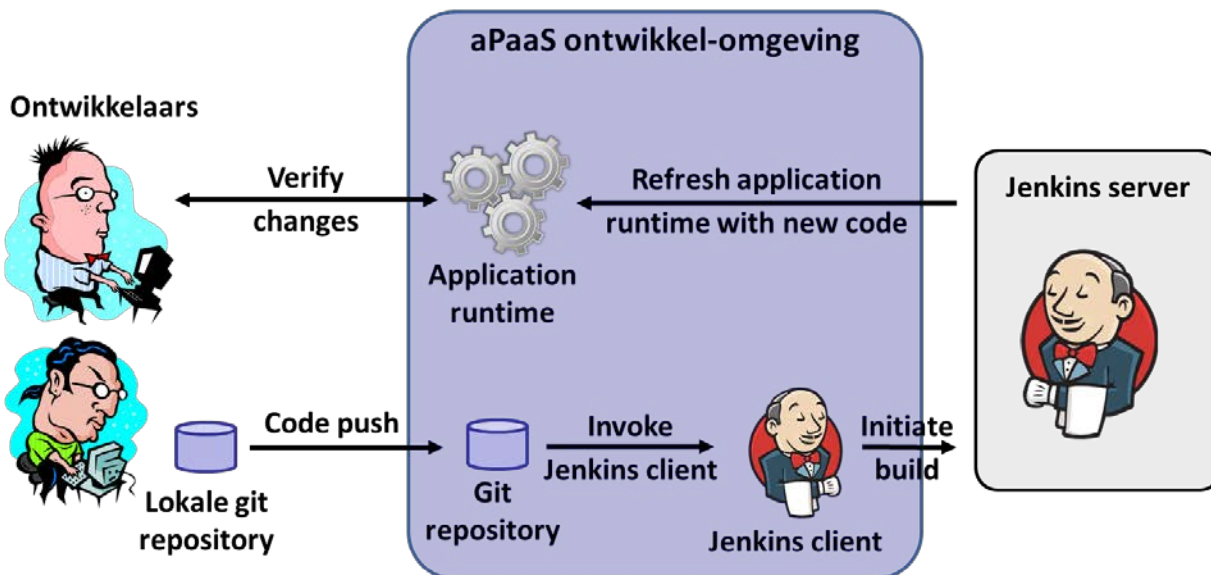 aPaaS ontwikkel-omgeving
Ontwikkelaars
Verify
changes
Application
runtime
Refresh application
runtime with new code
Jenkins server
Code push
Lokale git
repository
Git
repository
Invoke
Jenkins client
Jenkins client
Initiate
build